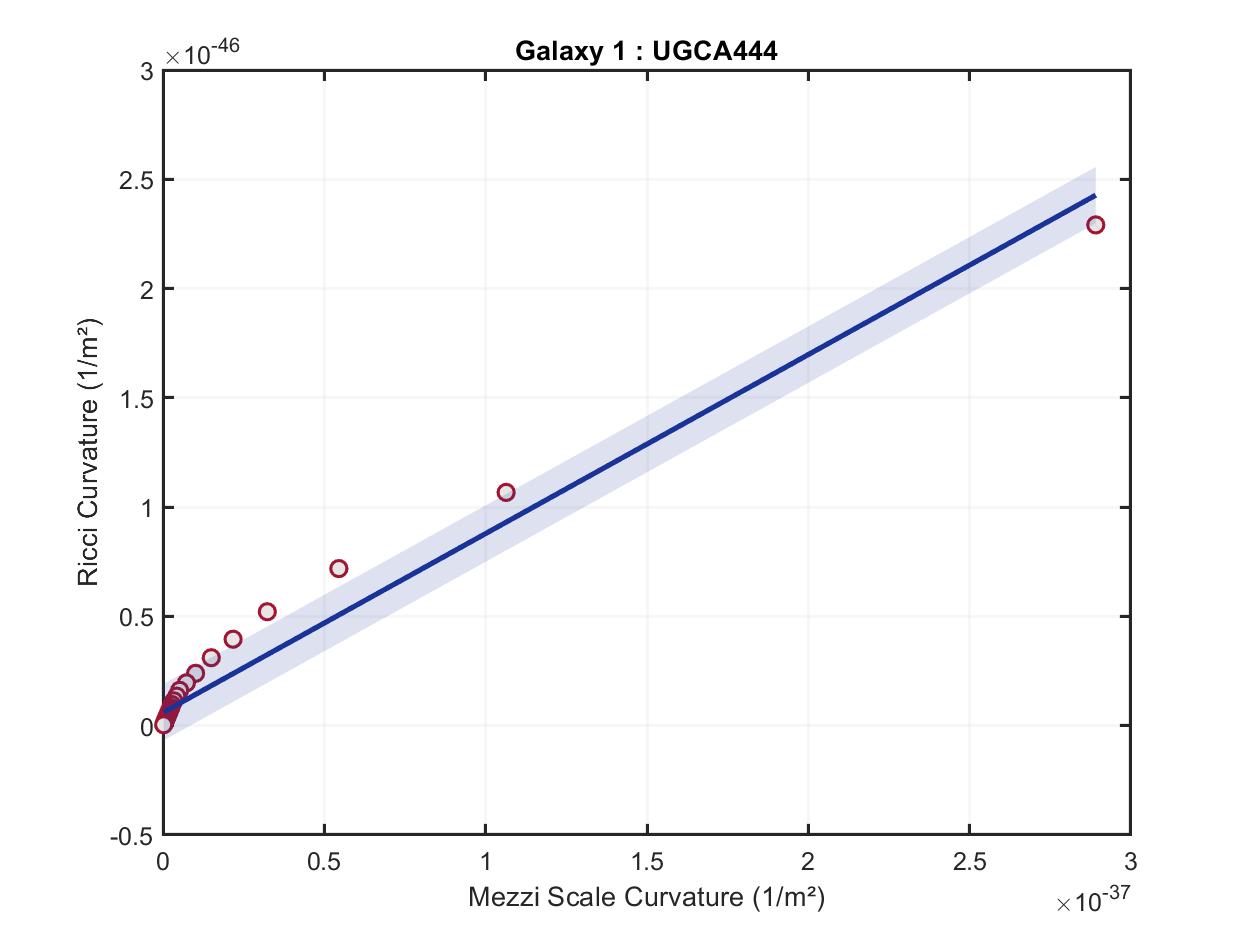 Galaxy 1 : UGCA444
×10⁻⁴⁶
3
2.5
2
1.5
1
0.5
0
-0.5
Ricci Curvature (1/m²)
0 0.5 1 1.5 2 2.5 3
Mezzi Scale Curvature (1/m²)
×10⁻³⁷